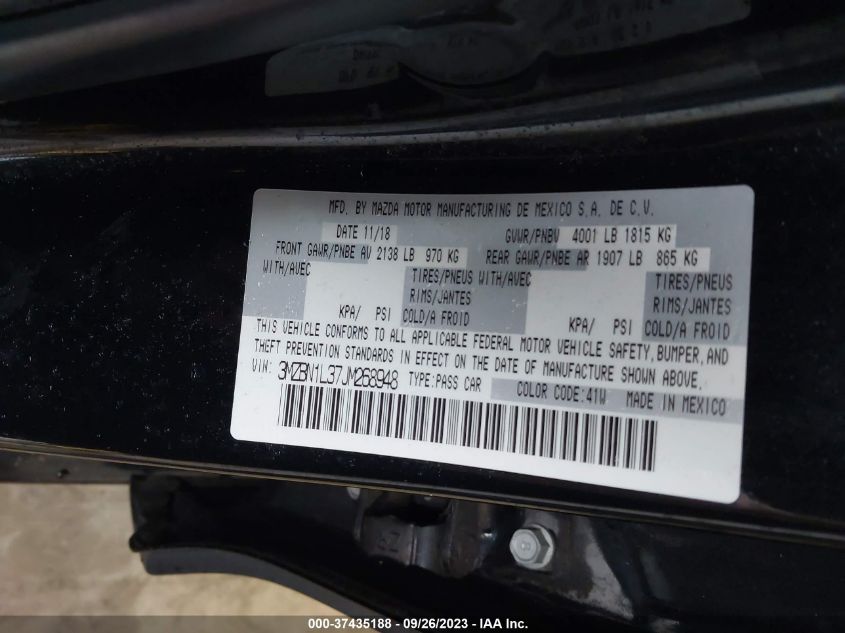 MFD. BY MAZDA MOTOR MANUFACTURING DE MEXICO S.A. DE C.V.
DATE 11/18 GVWR/PNBV 4001 LB 1815 KG
FRONT GAWR/PNBE AV 2138 LB 970 KG REAR GAWR/PNBE AR 1907 LB 865 KG
WITH/AVEC TIRES/PNEUS WITH/AVEC TIRES/PNEUS
RIMS/JANTES RIMS/JANTES
KPA/ PSI COLD/A FROID KPA/ PSI COLD/A FROID
THIS VEHICLE CONFORMS TO ALL APPLICABLE FEDERAL MOTOR VEHICLE SAFETY, BUMPER, AND
THEFT PREVENTION STANDARDS IN EFFECT ON THE DATE OF MANUFACTURE SHOWN ABOVE.
VIN: 3MZBN1L37JM268948 TYPE:PASS CAR COLOR CODE:41W MADE IN MEXICO
000-37435188 - 09/26/2023 - IAA Inc.